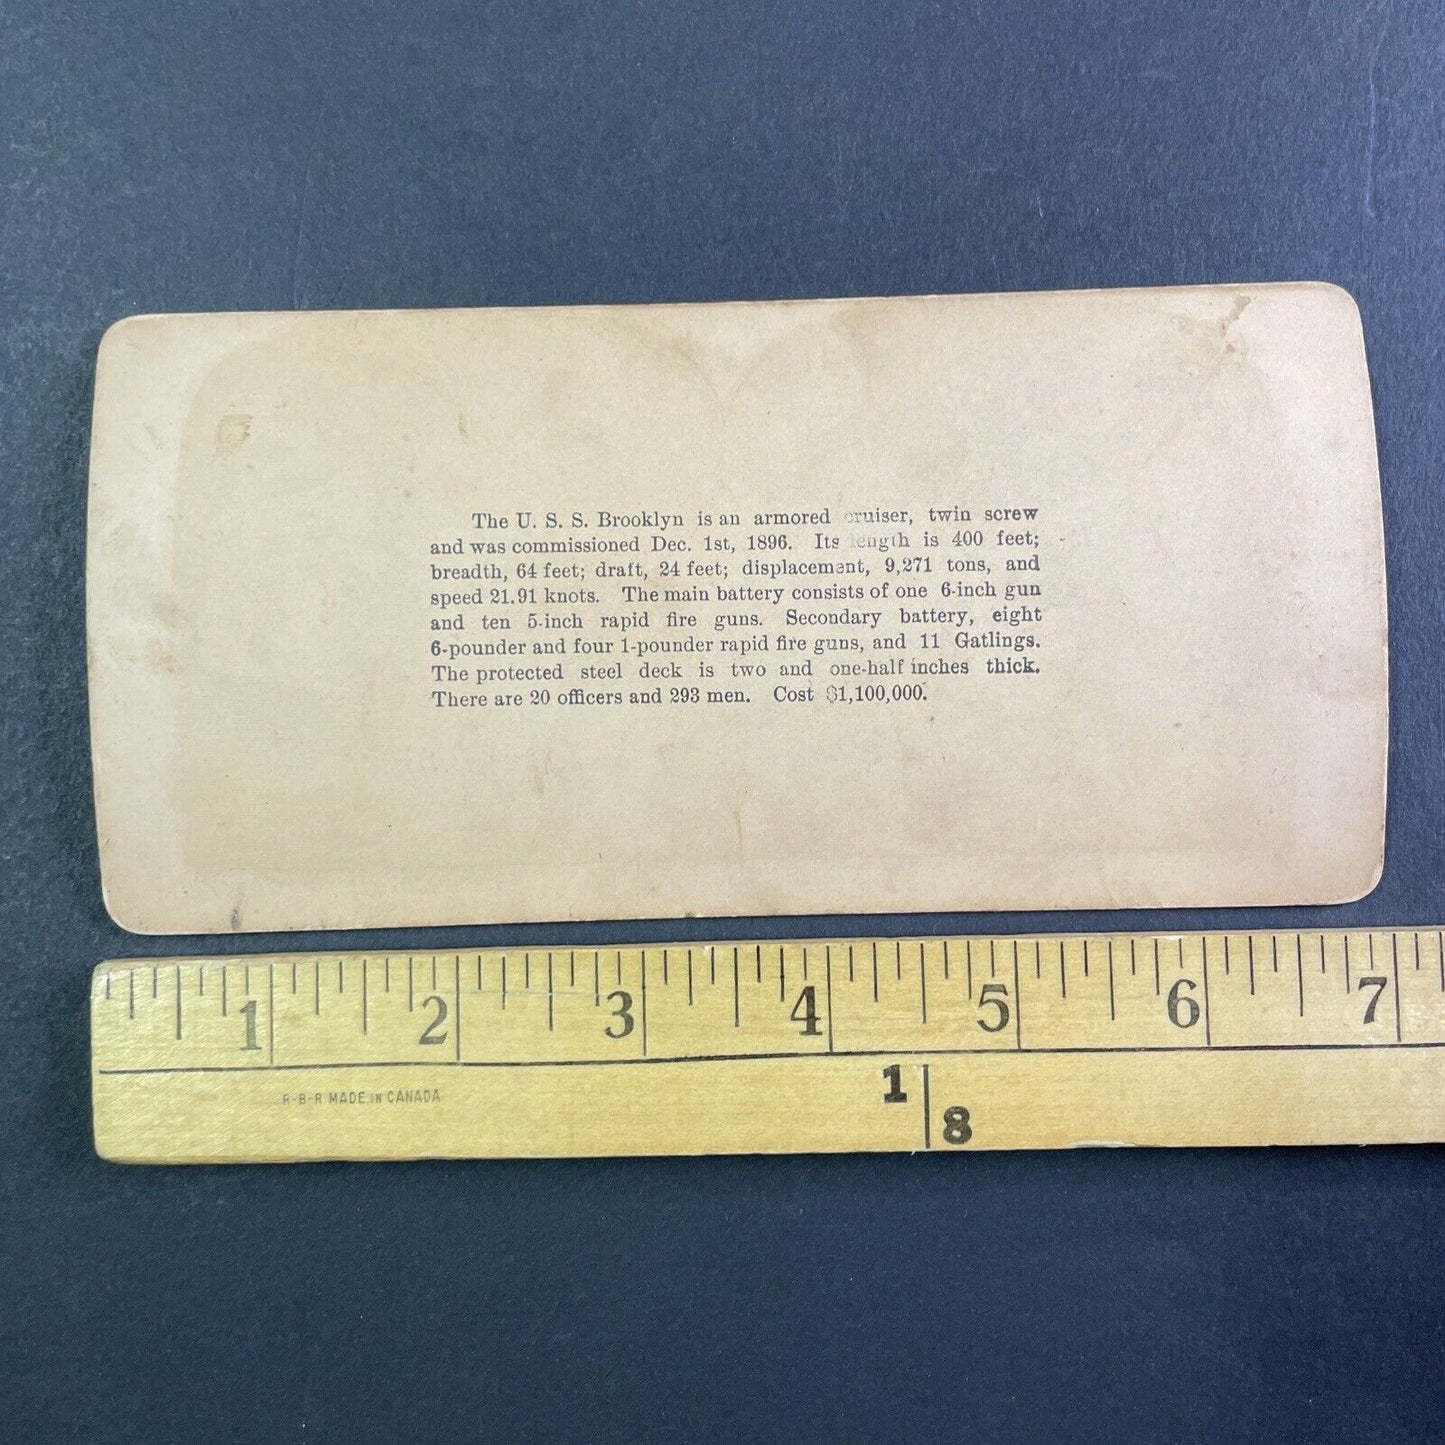 The U. S. S. Brooklyn is an armored cruiser, twin screw
and was commissioned Dec. 1st, 1896. Its length is 400 feet;
breadth, 64 feet; draft, 24 feet; displacement, 9,271 tons, and
speed 21.91 knots. The main battery consists of one 6-inch gun
and ten 5-inch rapid fire guns. Secondary battery, eight
6-pounder and four 1-pounder rapid fire guns, and 11 Gatlings.
The protected steel deck is two and one-half inches thick.
There are 20 officers and 293 men. Cost $1,100,000.
1 2 3 4 5 6 7
R-B-R MADE IN CANADA
1
8